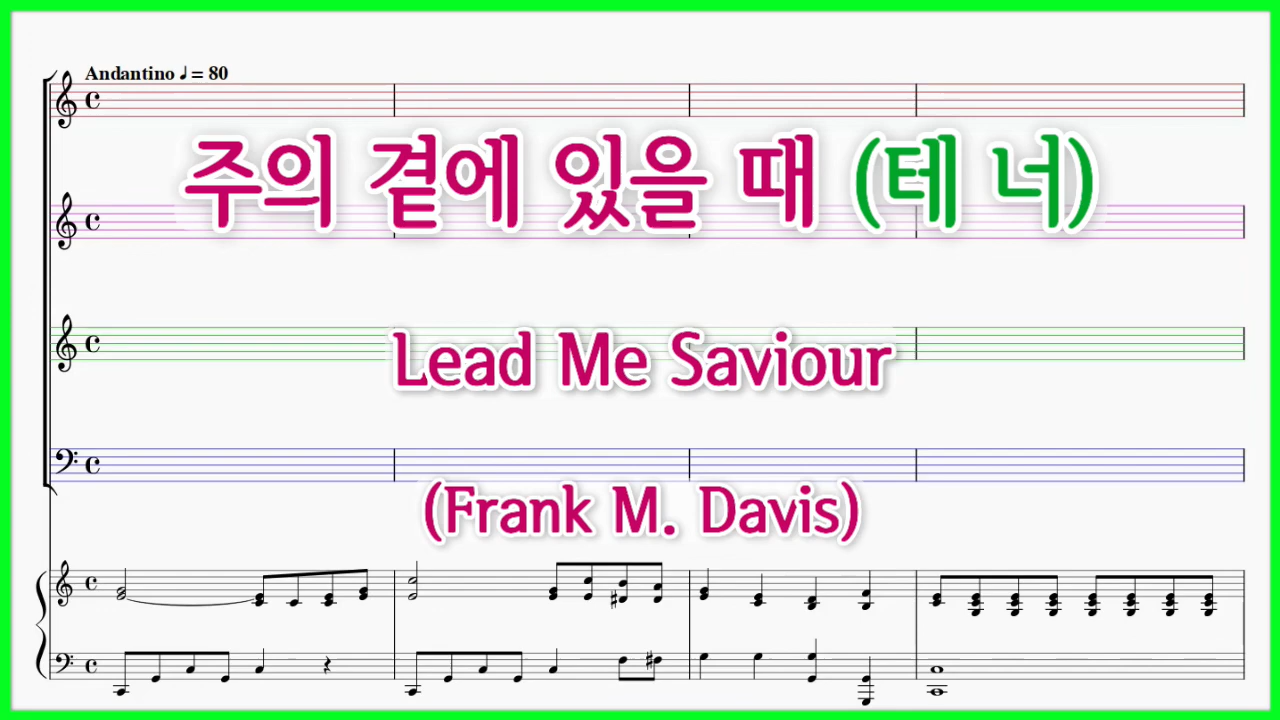 Andantino ♩ = 80
주의 곁에 있을 때 (테 너)
Lead Me Saviour
(Frank M. Davis)